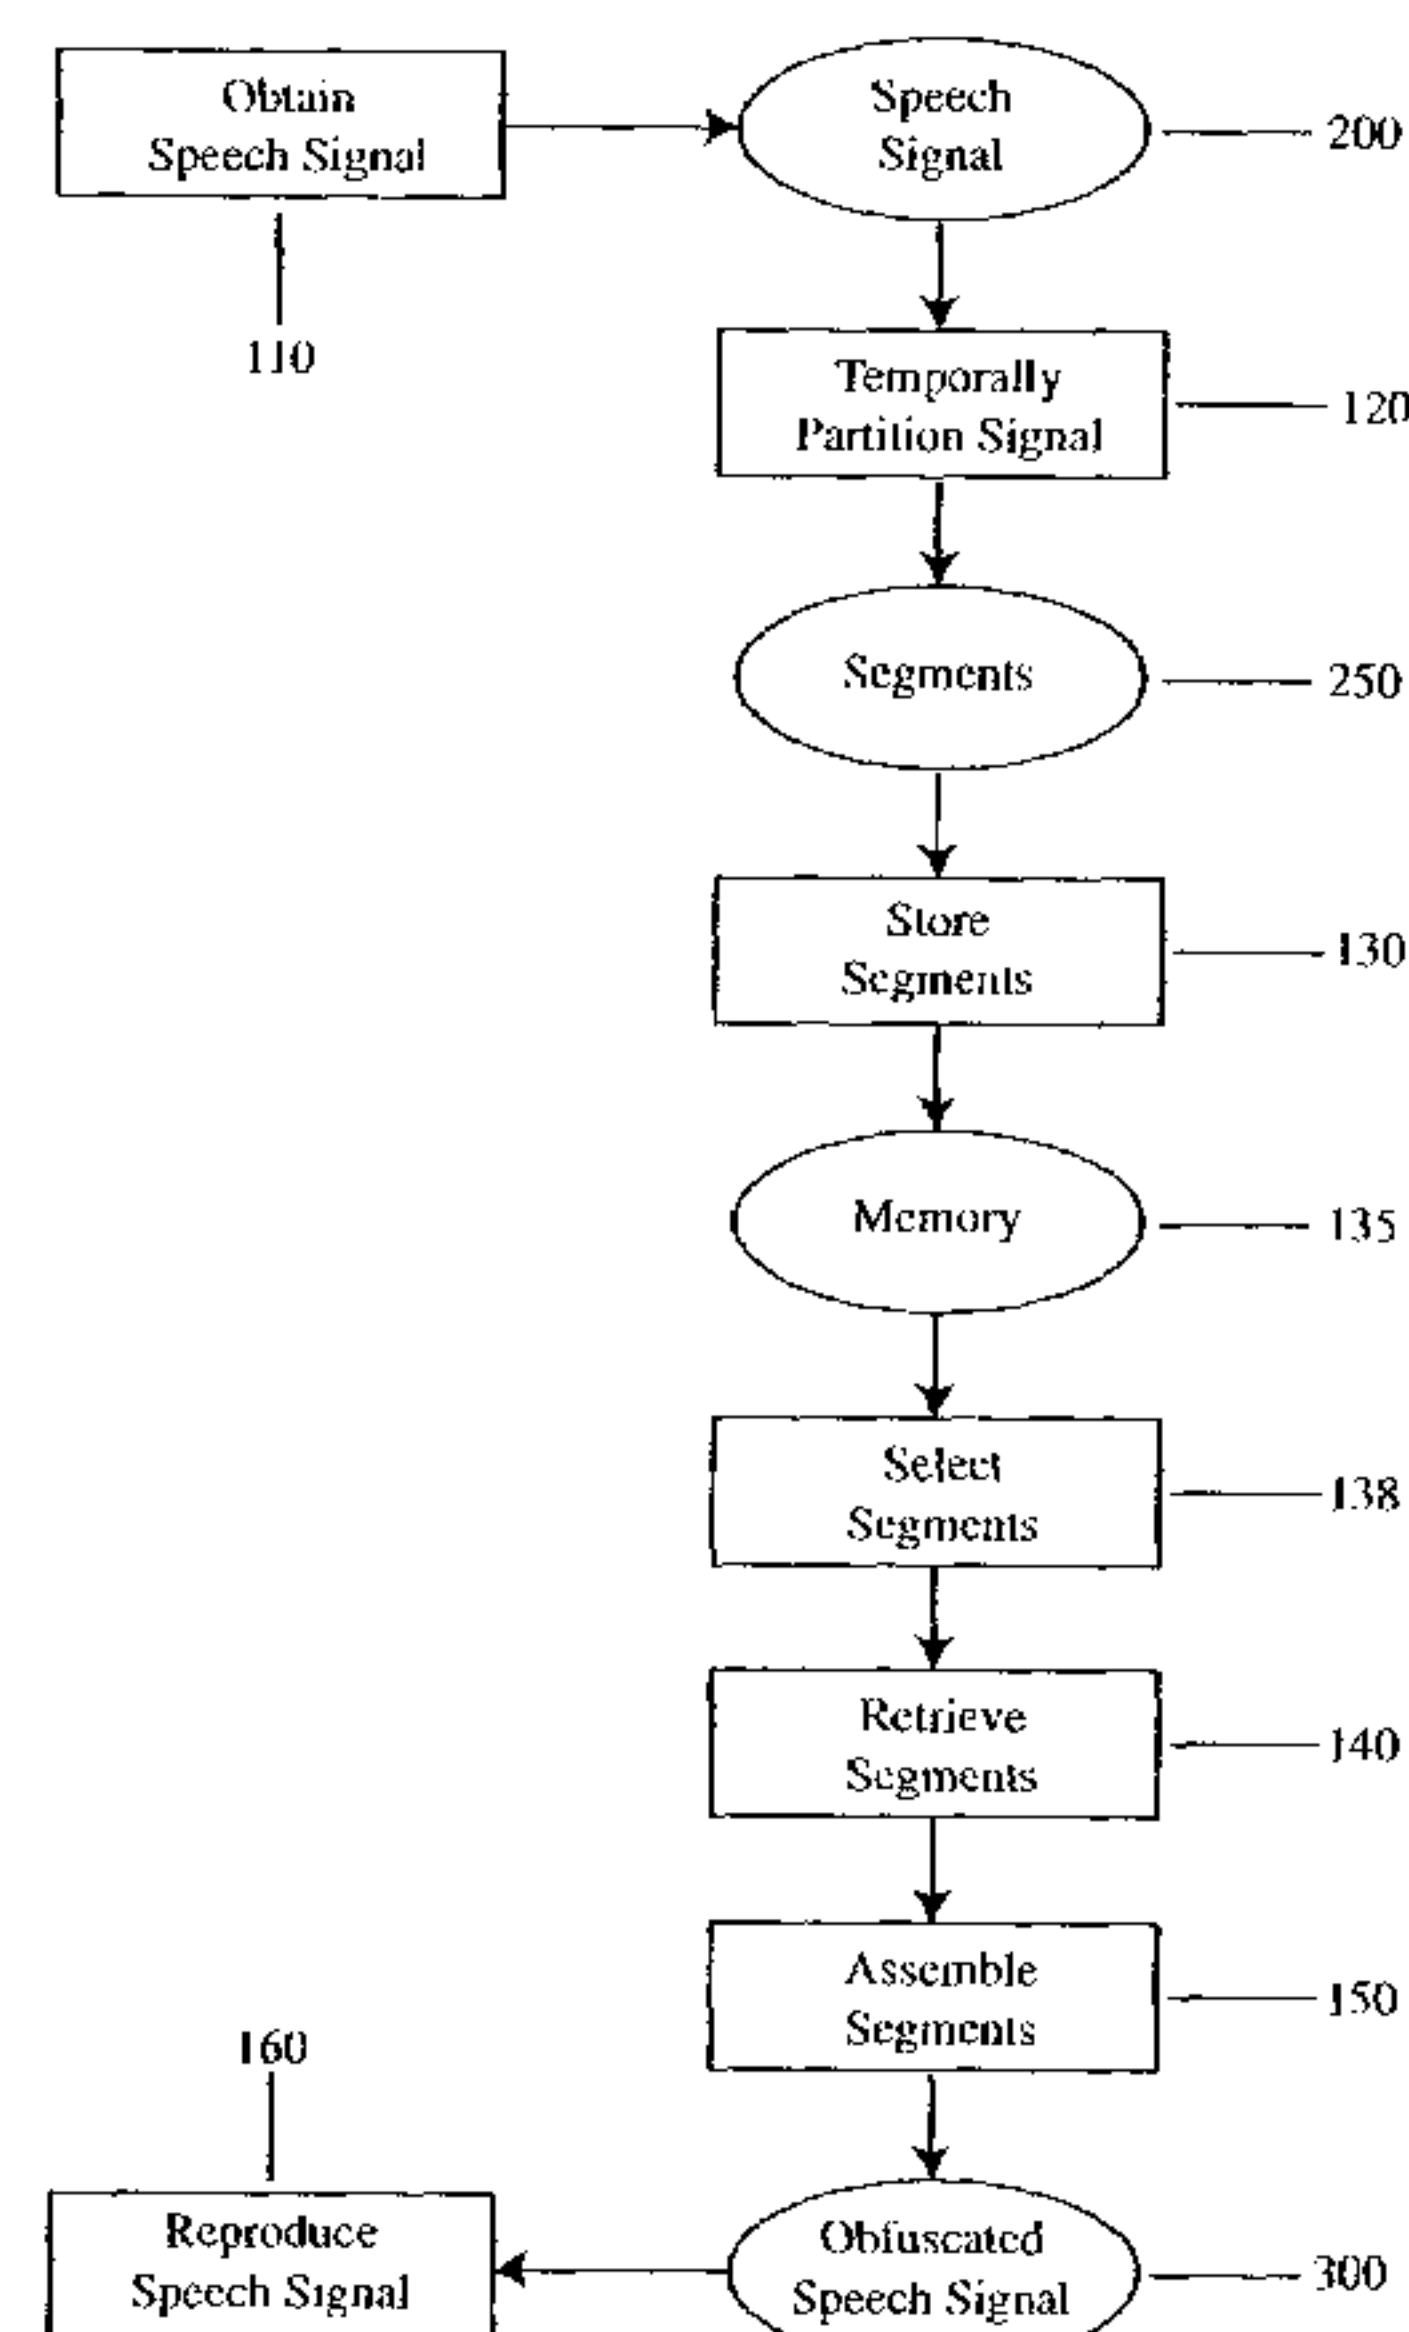 Obtain
Speech Signal
110
Speech
Signal
200
Temporally
Partition Signal
120
Segments
250
Store
Segments
130
Memory
135
Select
Segments
138
Retrieve
Segments
140
Assemble
Segments
150
160
Reproduce
Speech Signal
Obfuscated
Speech Signal
300